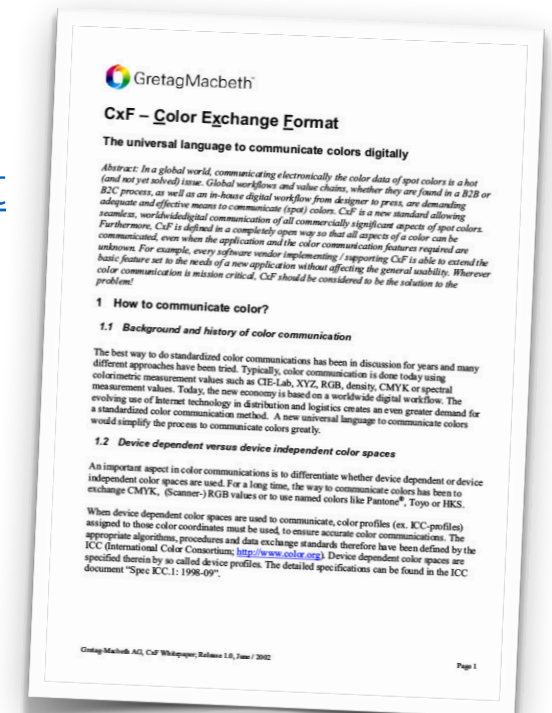 GretagMacbeth™
CxF – Color Exchange Format
The universal language to communicate colors digitally
Abstract: In a global world, communicating electronically the color data of spot colors is a hot
(and not yet solved) issue. Global workflows and value chains, whether they are found in a B2B or
B2C process, as well as an in-house digital workflow from designer to press, are demanding
adequate and effective means to communicate (spot) colors. CxF is a new standard allowing
seamless, worldwidedigital communication of all commercially significant aspects of spot colors.
Furthermore, CxF is defined in a completely open way so that all aspects of a color can be
communicated, even when the application and the color communication features required are
unknown. For example, every software vendor implementing / supporting CxF is able to extend the
basic feature set to the needs of a new application without affecting the general usability. Wherever
color communication is mission critical, CxF should be considered to be the solution to the
problem!
1 How to communicate color?
1.1 Background and history of color communication
The best way to do standardized color communications has been in discussion for years and many
different approaches have been tried. Typically, color communication is done today using
colorimetric measurement values such as CIE-Lab, XYZ, RGB, density, CMYK or spectral
measurement values. Today, the new economy is based on a worldwide digital workflow. The
evolving use of Internet technology in distribution and logistics creates an even greater demand for
a standardized color communication method. A new universal language to communicate colors
would simplify the process to communicate colors greatly.
1.2 Device dependent versus device independent color spaces
An important aspect in color communications is to differentiate whether device dependent or device
independent color spaces are used. For a long time, the way to communicate colors has been to
exchange CMYK, (Scanner-) RGB values or to use named colors like Pantone®, Toyo or HKS.
When device dependent color spaces are used to communicate, color profiles (ex. ICC-profiles)
assigned to those color coordinates must be used, to ensure accurate color communications. The
appropriate algorithms, procedures and data exchange standards therefore have been defined by the
ICC (International Color Consortium; http://www.color.org). Device dependent color spaces are
specified therein by so called device profiles. The detailed specifications can be found in the ICC
document "Spec ICC.1: 1998-09".
Gretag-Macbeth AG, CxF Whitepaper, Release 1.0, June / 2002
Page 1